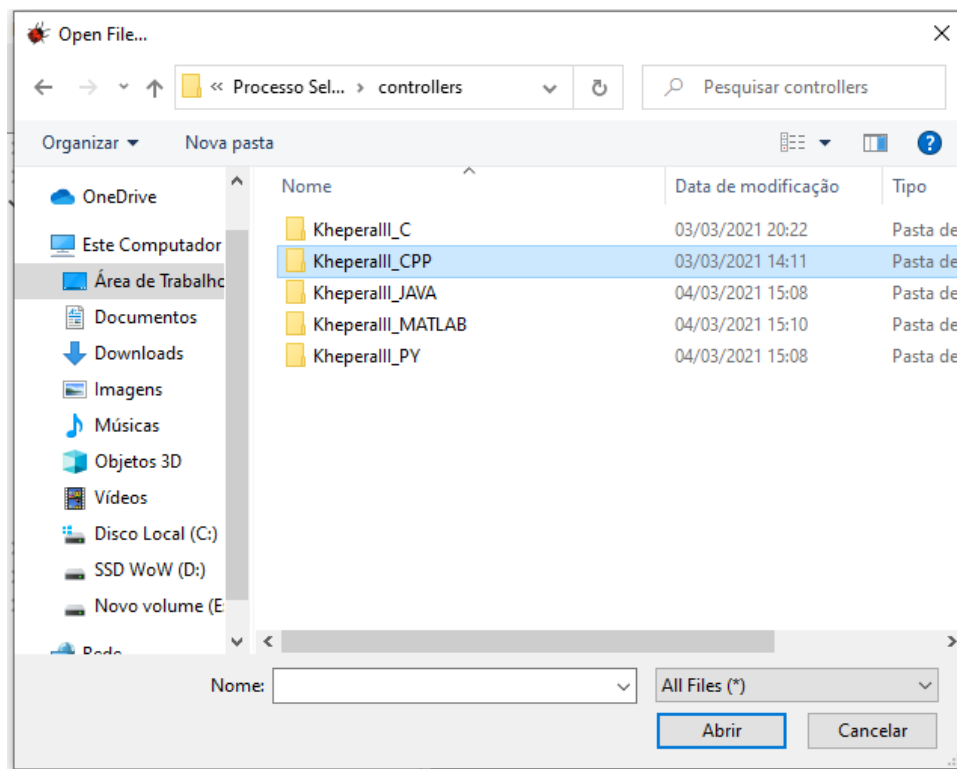 Open File...
« Processo Sel... › controllers
Pesquisar controllers
Organizar
Nova pasta
Nome
Data de modificação
Tipo
OneDrive
Este Computador
Área de Trabalho
Documentos
Downloads
Imagens
Músicas
Objetos 3D
Vídeos
Disco Local (C:)
SSD WoW (D:)
Novo volume (E
Rede
KheperaIII_C 03/03/2021 20:22 Pasta de
KheperaIII_CPP 03/03/2021 14:11 Pasta de
KheperaIII_JAVA 04/03/2021 15:08 Pasta de
KheperaIII_MATLAB 04/03/2021 15:10 Pasta de
KheperaIII_PY 04/03/2021 15:08 Pasta de
Nome:
All Files (*)
Abrir
Cancelar